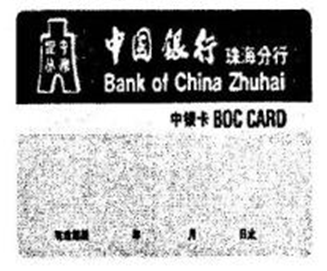 中国银行 珠海分行
Bank of China Zhuhai
中银卡 BOC CARD
年 月 日止